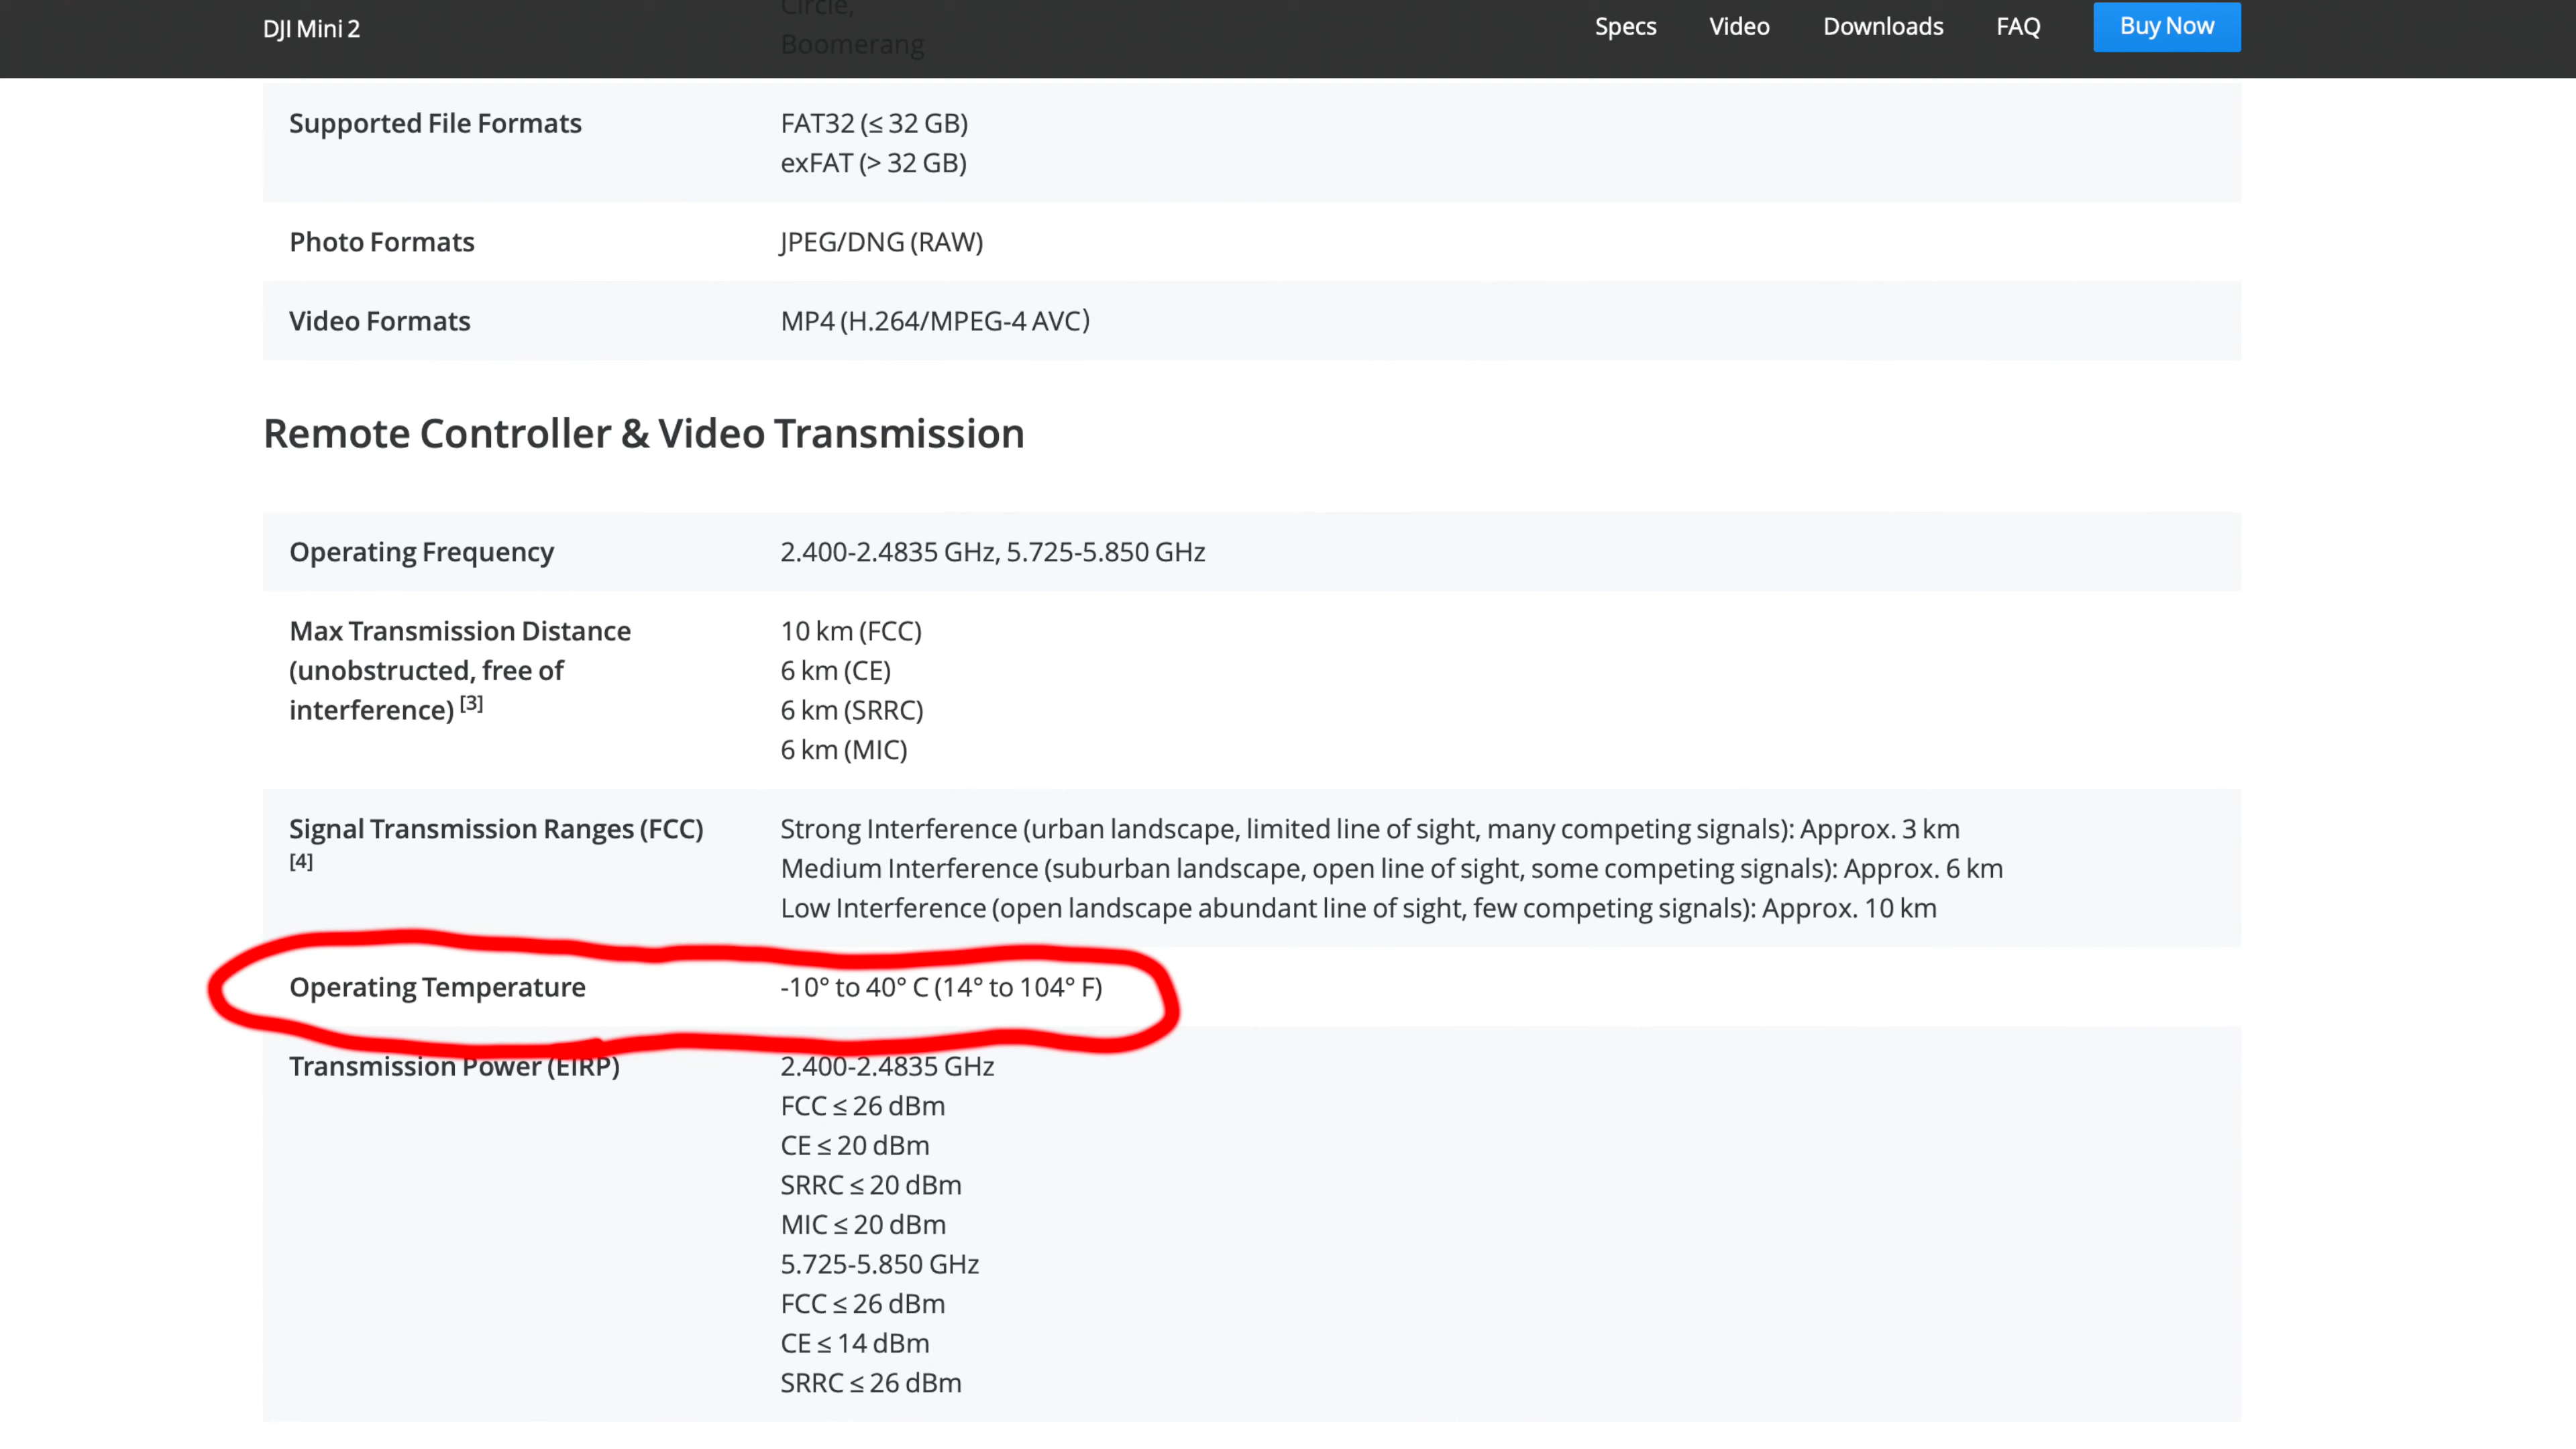 Circle,
DJI Mini 2
Specs
Video
Downloads
FAQ
Buy Now
Boomerang
Supported File Formats
FAT32 (≤ 32 GB)
exFAT (> 32 GB)
Photo Formats
JPEG/DNG (RAW)
Video Formats
MP4 (H.264/MPEG-4 AVC)
Remote Controller & Video Transmission
Operating Frequency
2.400-2.4835 GHz, 5.725-5.850 GHz
Max Transmission Distance
(unobstructed, free of
interference) [3]
10 km (FCC)
6 km (CE)
6 km (SRRC)
6 km (MIC)
Signal Transmission Ranges (FCC)
[4]
Strong Interference (urban landscape, limited line of sight, many competing signals): Approx. 3 km
Medium Interference (suburban landscape, open line of sight, some competing signals): Approx. 6 km
Low Interference (open landscape abundant line of sight, few competing signals): Approx. 10 km
Operating Temperature
-10° to 40° C (14° to 104° F)
Transmission Power (EIRP)
2.400-2.4835 GHz
FCC ≤ 26 dBm
CE ≤ 20 dBm
SRRC ≤ 20 dBm
MIC ≤ 20 dBm
5.725-5.850 GHz
FCC ≤ 26 dBm
CE ≤ 14 dBm
SRRC ≤ 26 dBm